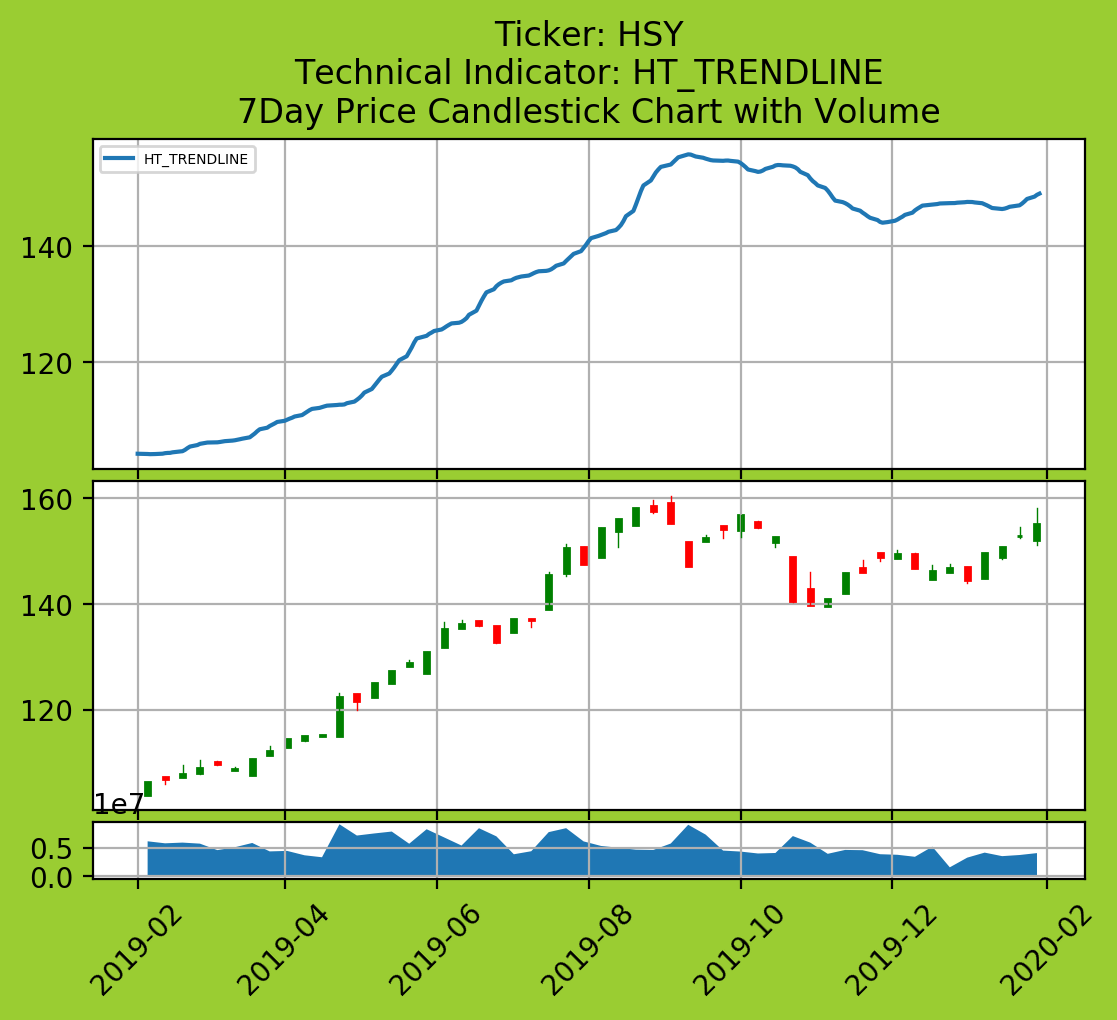 Ticker: HSY
Technical Indicator: HT_TRENDLINE
7Day Price Candlestick Chart with Volume
HT_TRENDLINE
140
120
160
140
120
1e7
0.5
0.0
2019-02
2019-04
2019-06
2019-08
2019-10
2019-12
2020-02